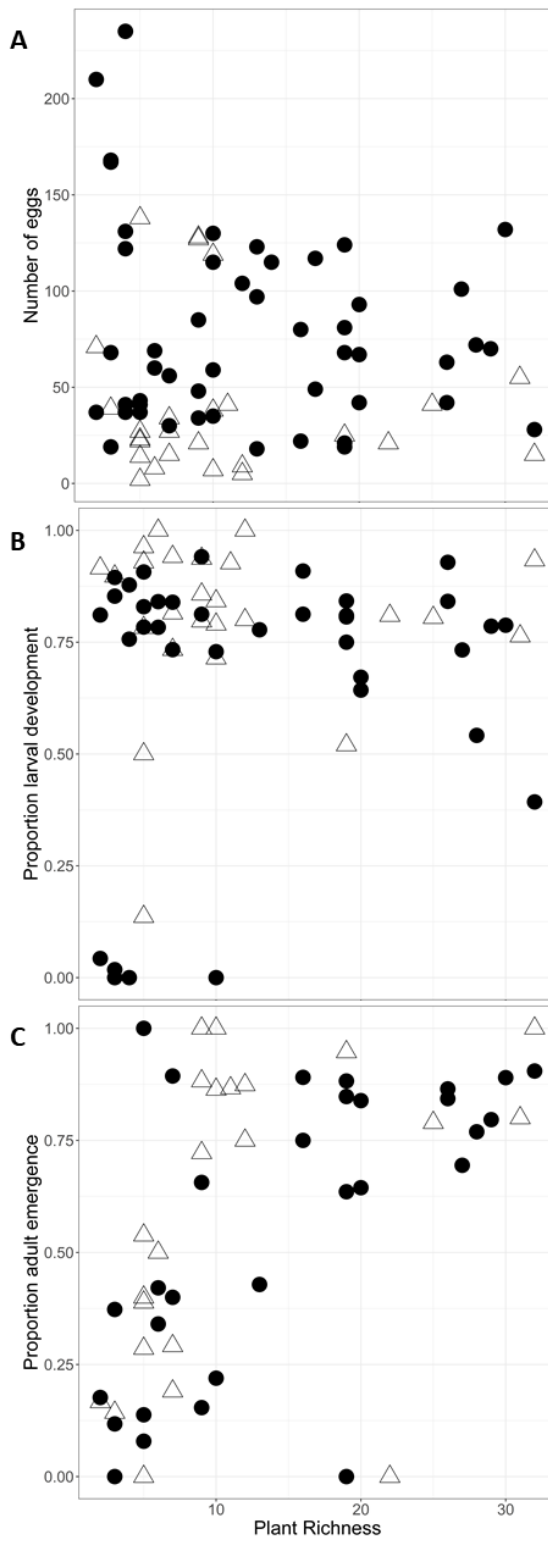 A
Number of eggs
200
150
100
50
0
B
Proportion larval development
1.00
0.75
0.50
0.25
0.00
C
Proportion adult emergence
1.00
0.75
0.50
0.25
0.00
10 20 30
Plant Richness